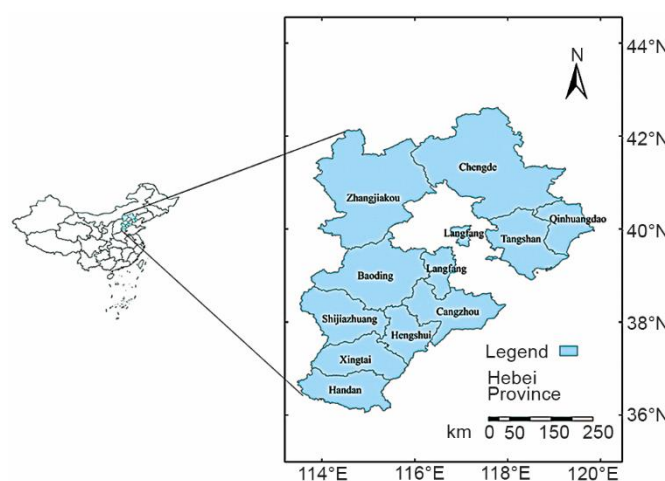 44°N
N
42°N
Chengde
Zhangjiakou
Qinhuangdao
Langfang
40°N
Tangshan
Baoding
Langfang
Cangzhou
Shijiazhuang
38°N
Hengshui
Legend
Xingtai
Hebei
Province
Handan
36°N
km 0 50 150 250
114°E 116°E 118°E 120°E